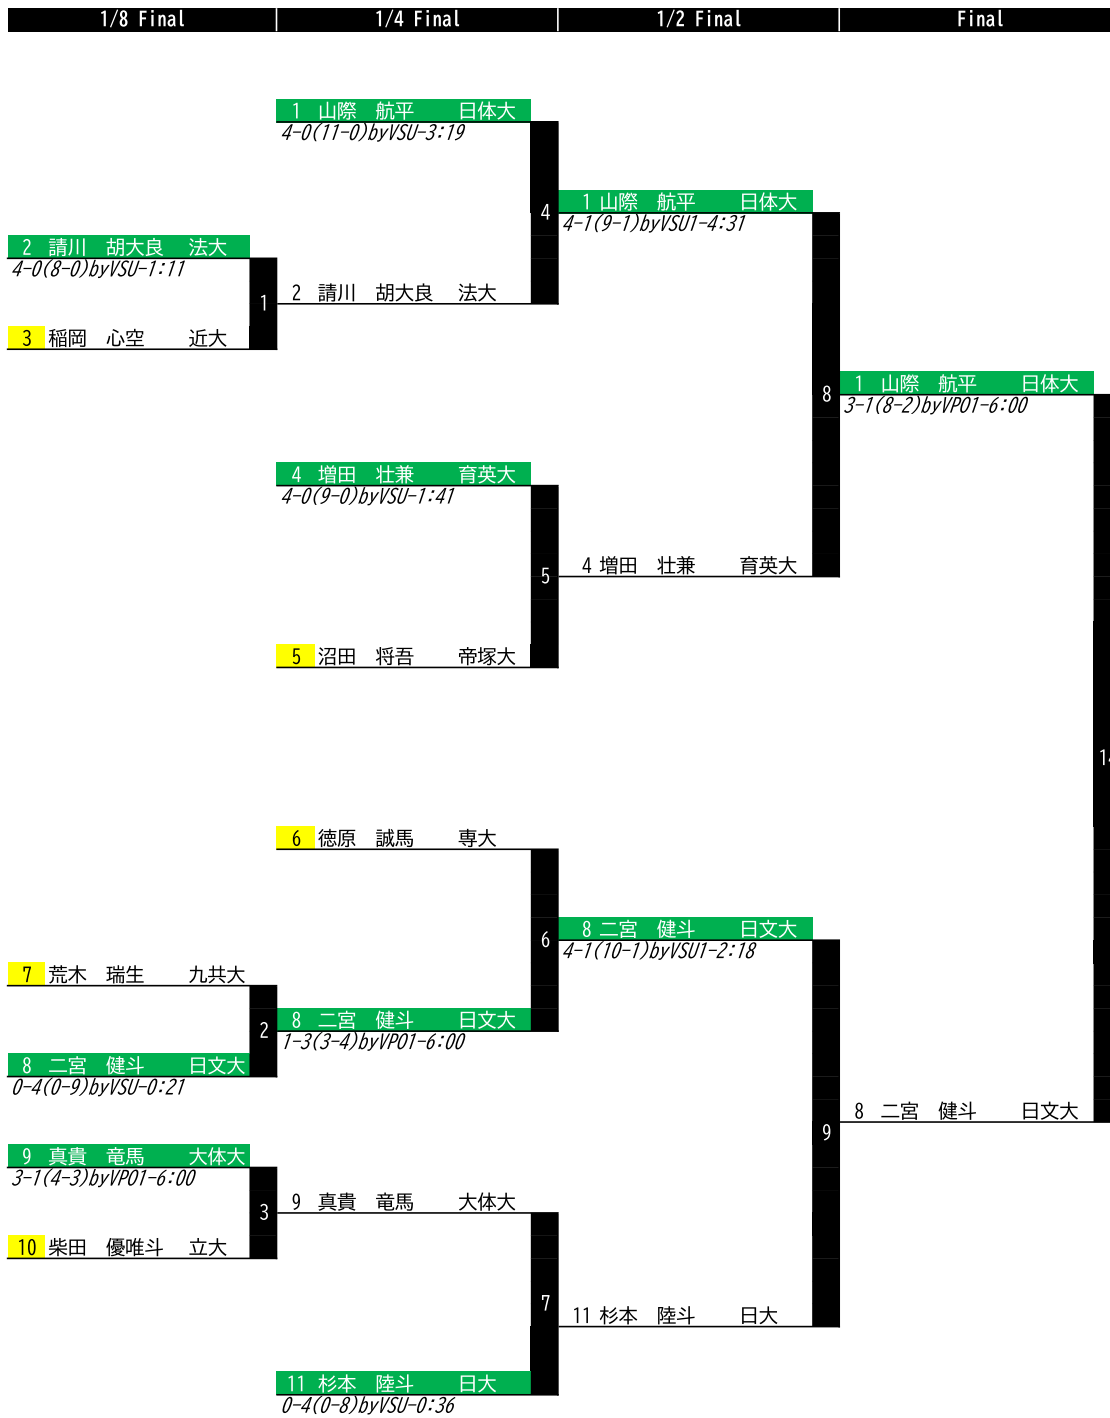 1/8 Final 1/4 Final 1/2 Final Final
1 山際 航平 日体大
4-0(11-0)byVSU-3:19
1 山際 航平 日体大
4
4-1(9-1)byVSU1-4:31
2 請川 胡大良 法大
4-0(8-0)byVSU-1:11
2 請川 胡大良 法大
1
3 稲岡 心空 近大
1 山際 航平 日体大
8
3-1(8-2)byVPO1-6:00
4 増田 壮兼 育英大
4-0(9-0)byVSU-1:41
4 増田 壮兼 育英大
5
5 沼田 将吾 帝塚大
6 徳原 誠馬 専大
8 二宮 健斗 日文大
6
4-1(10-1)byVSU1-2:18
7 荒木 瑞生 九共大
8 二宮 健斗 日文大
2
1-3(3-4)byVPO1-6:00
8 二宮 健斗 日文大
0-4(0-9)byVSU-0:21
8 二宮 健斗 日文大
9
9 真貴 竜馬 大体大
3-1(4-3)byVPO1-6:00
9 真貴 竜馬 大体大
3
10 柴田 優唯斗 立大
7
11 杉本 陸斗 日大
11 杉本 陸斗 日大
0-4(0-8)byVSU-0:36